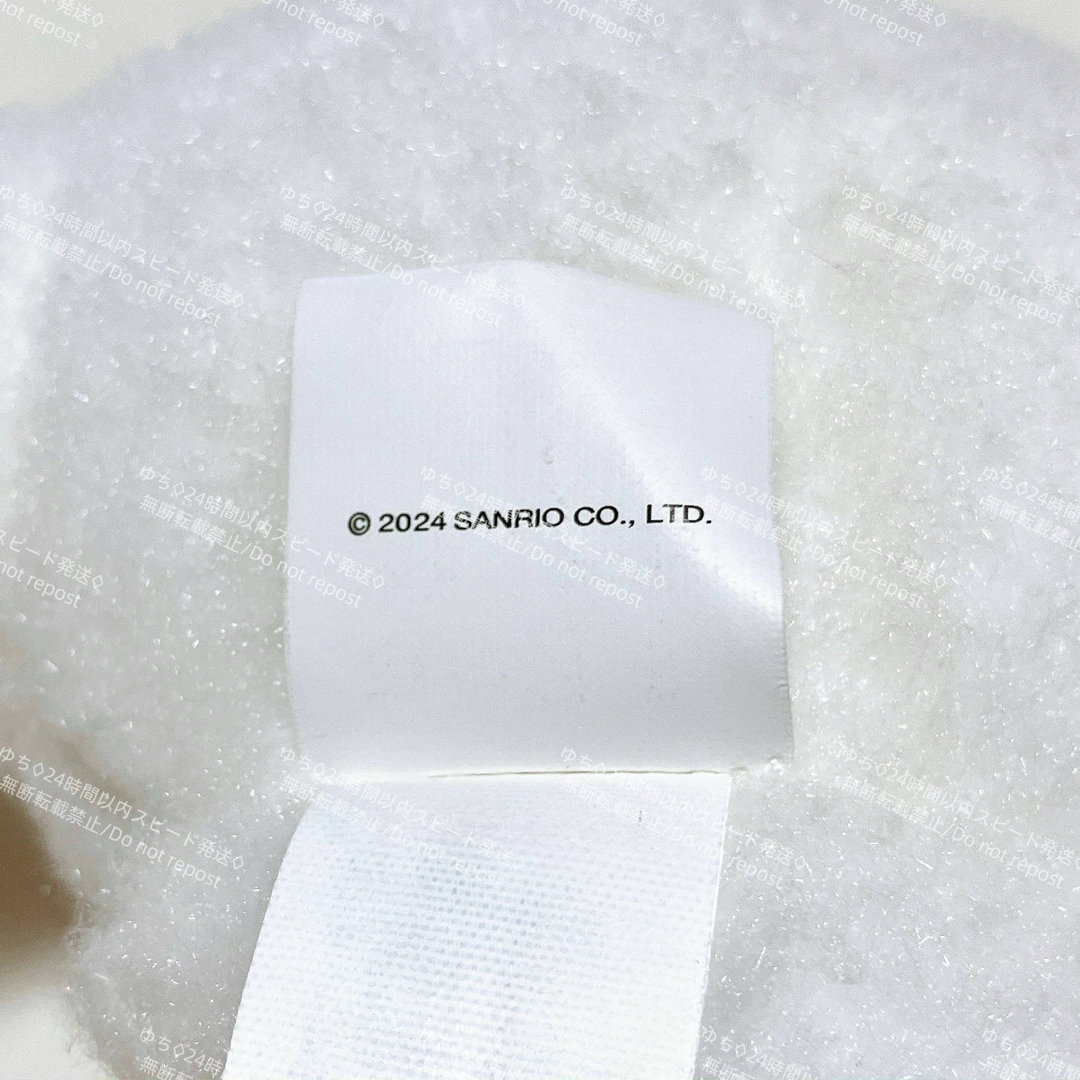 © 2024 SANRIO CO., LTD.
ゆち◇24時間以内スピード発送◇
無断転載禁止/Do not repost